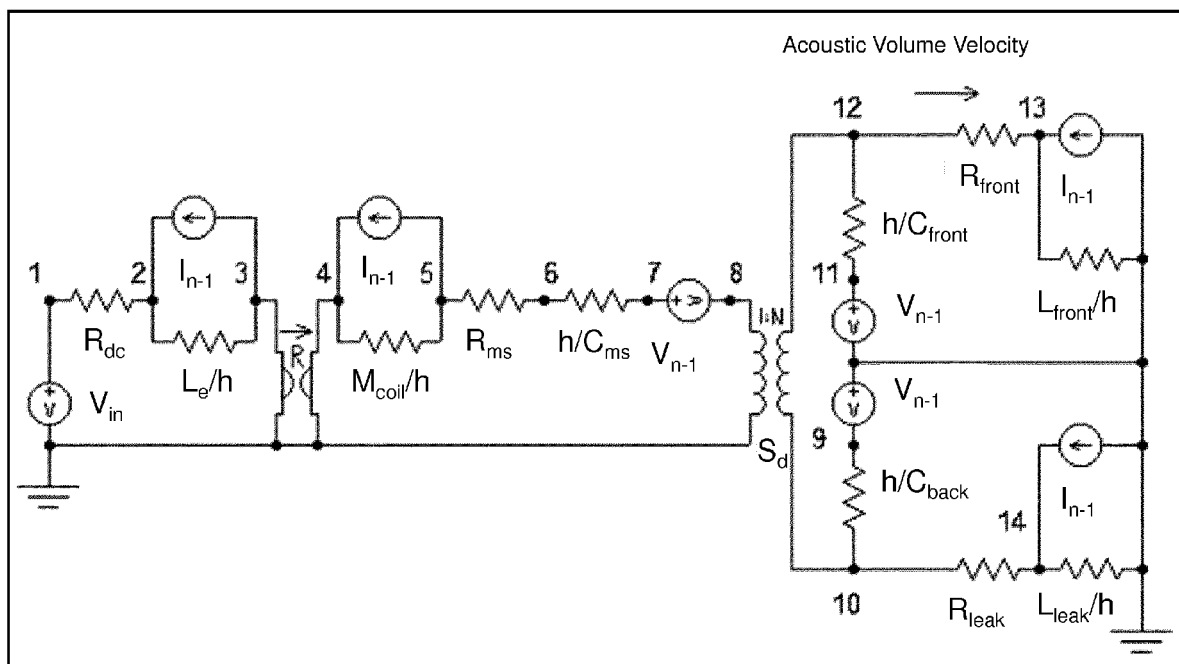 Acoustic Volume Velocity
12
13
R_front
I_n-1
h/C_front
L_front/h
11
V_n-1
1
2
I_n-1
3
4
I_n-1
5
6
7
8
R_dc
L_e/h
R
M_coil/h
R_ms
h/C_ms
V_n-1
1:N
V_in
S_d
V_n-1
9
h/C_back
14
I_n-1
10
R_leak
L_leak/h